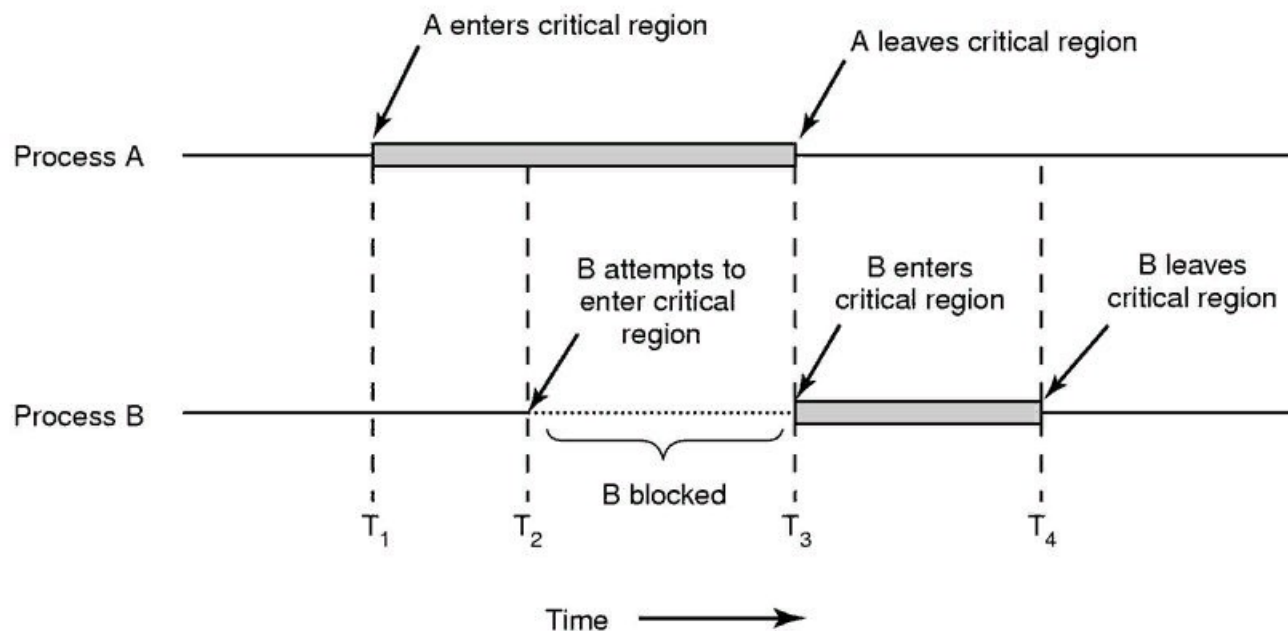 A enters critical region
A leaves critical region
Process A
B attempts to
enter critical
region
B enters
critical region
B leaves
critical region
Process B
B blocked
T1
T2
T3
T4
Time